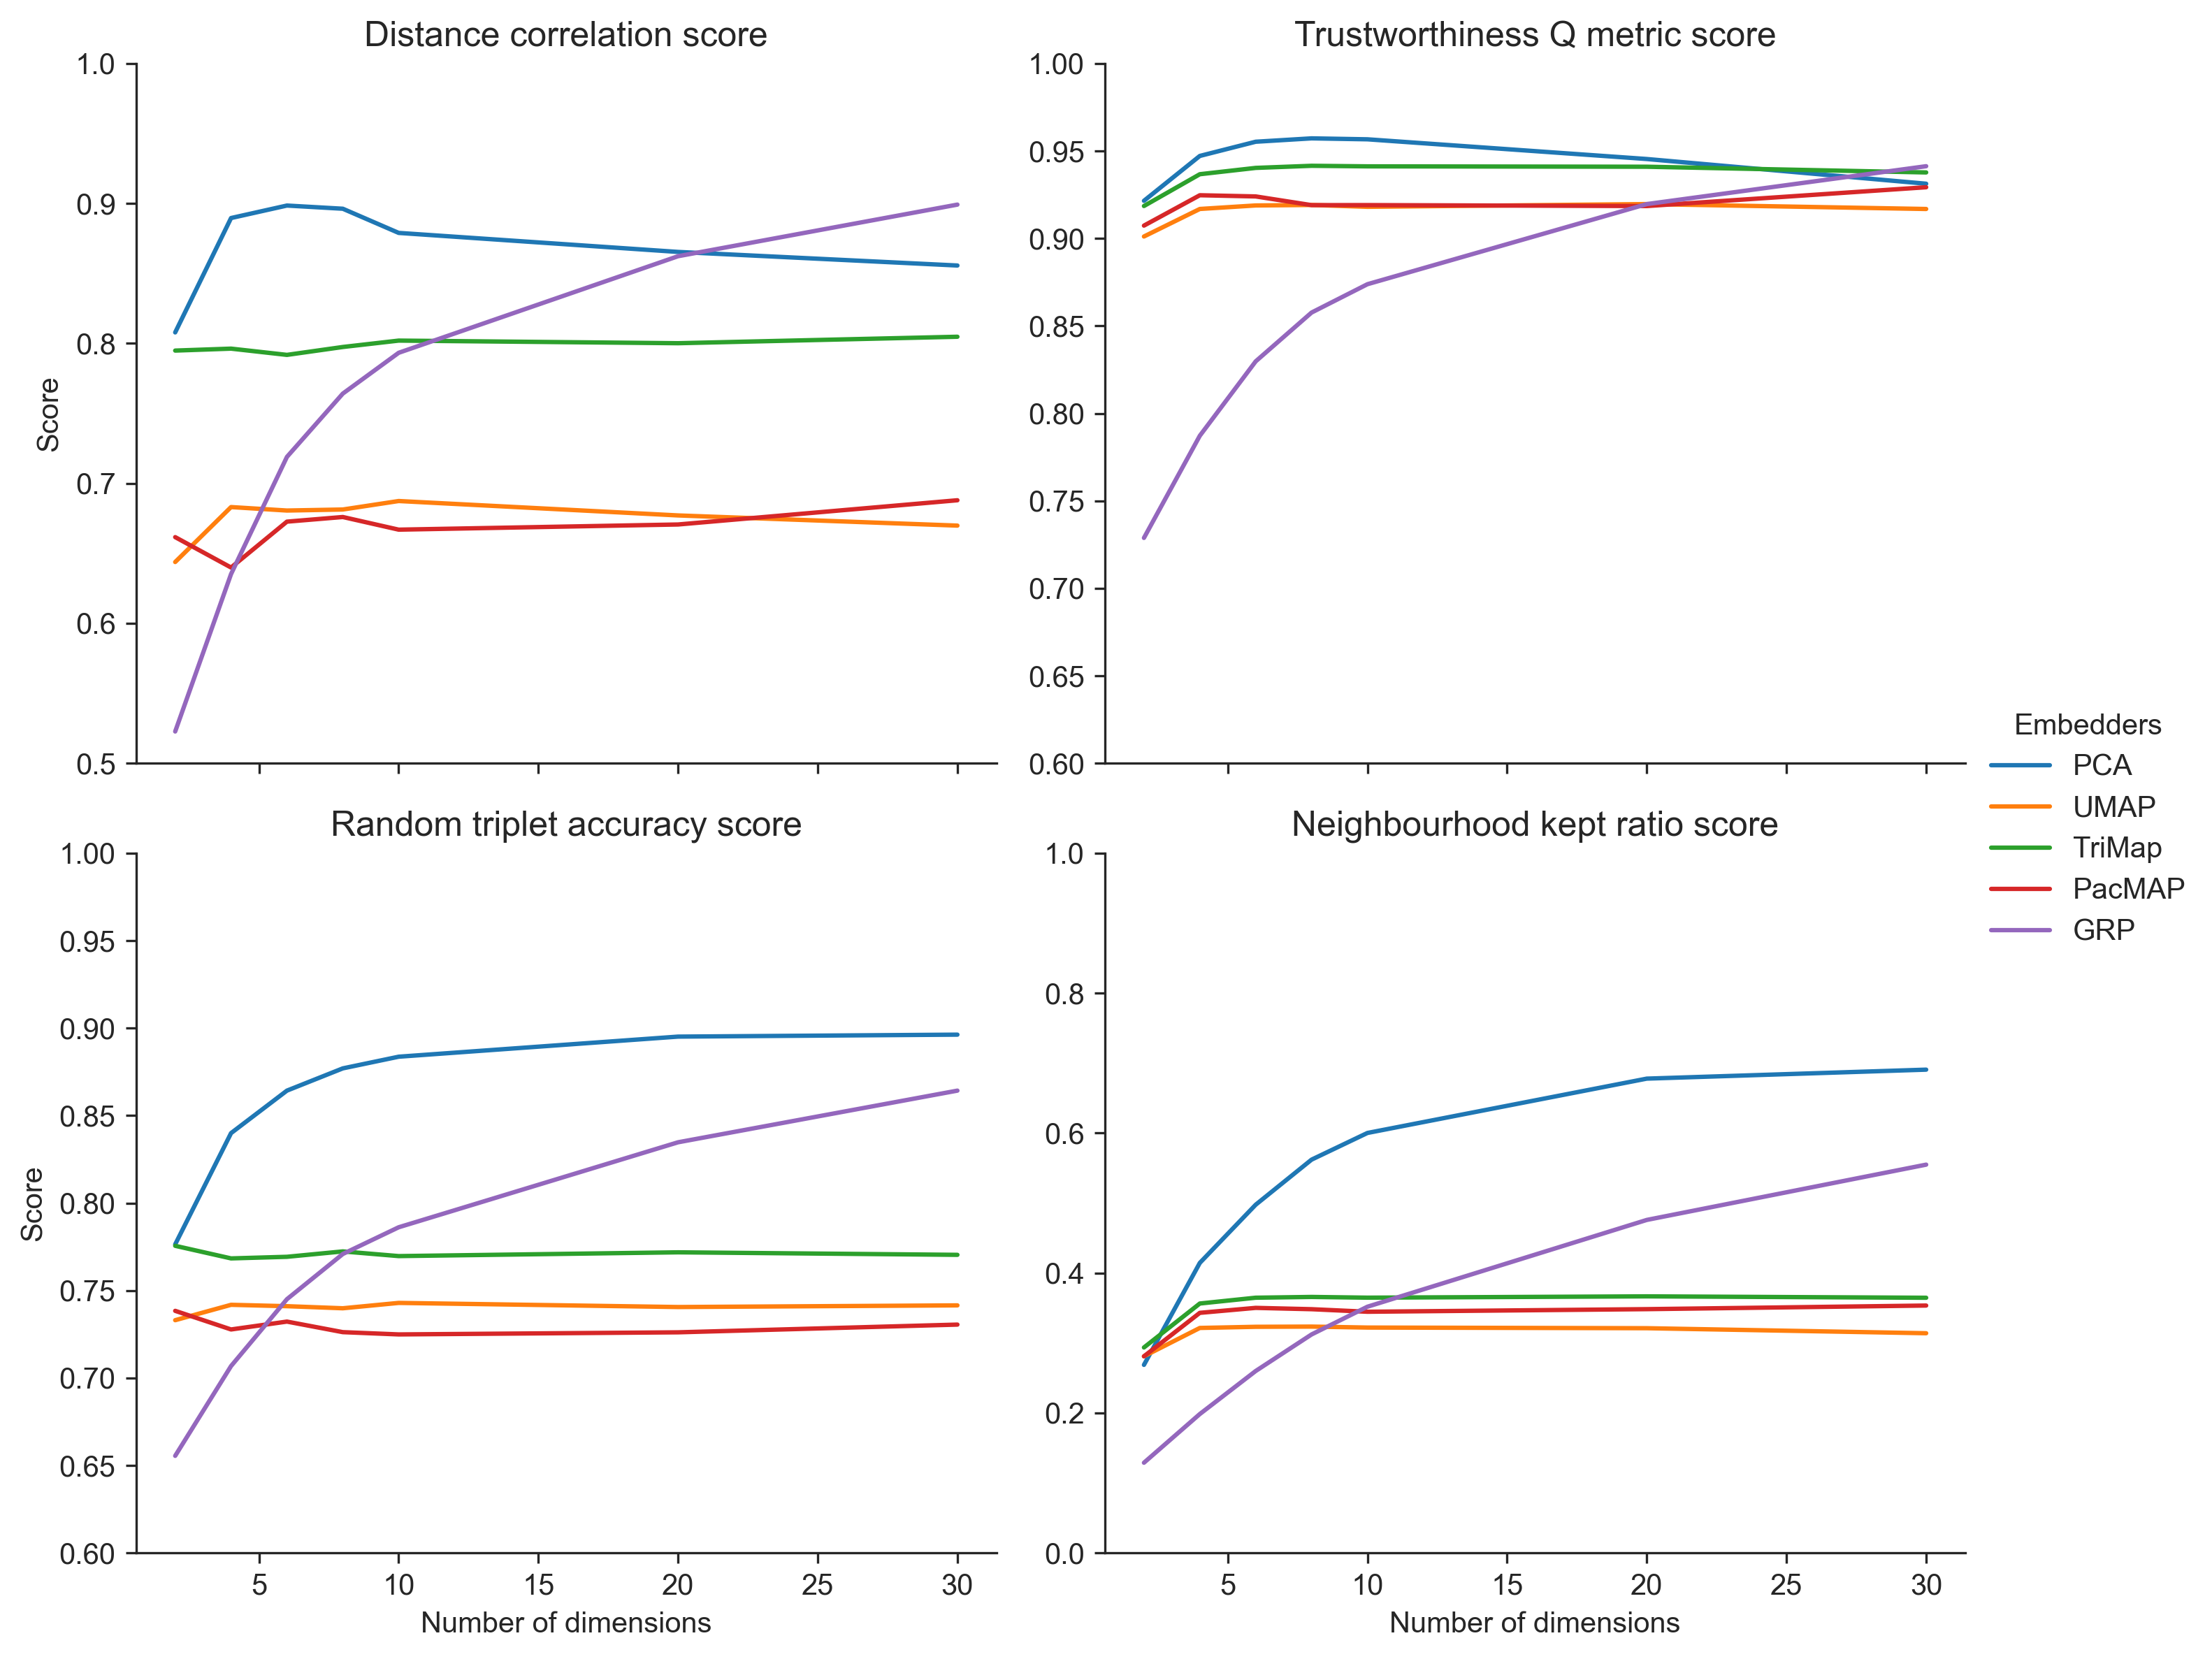 Distance correlation score
1.0
0.9
0.8
0.7
0.6
0.5
Score
Trustworthiness Q metric score
1.00
0.95
0.90
0.85
0.80
0.75
0.70
0.65
0.60
Random triplet accuracy score
1.00
0.95
0.90
0.85
0.80
0.75
0.70
0.65
0.60
Score
5 10 15 20 25 30
Number of dimensions
Neighbourhood kept ratio score
1.0
0.8
0.6
0.4
0.2
0.0
5 10 15 20 25 30
Number of dimensions
Embedders
PCA
UMAP
TriMap
PacMAP
GRP